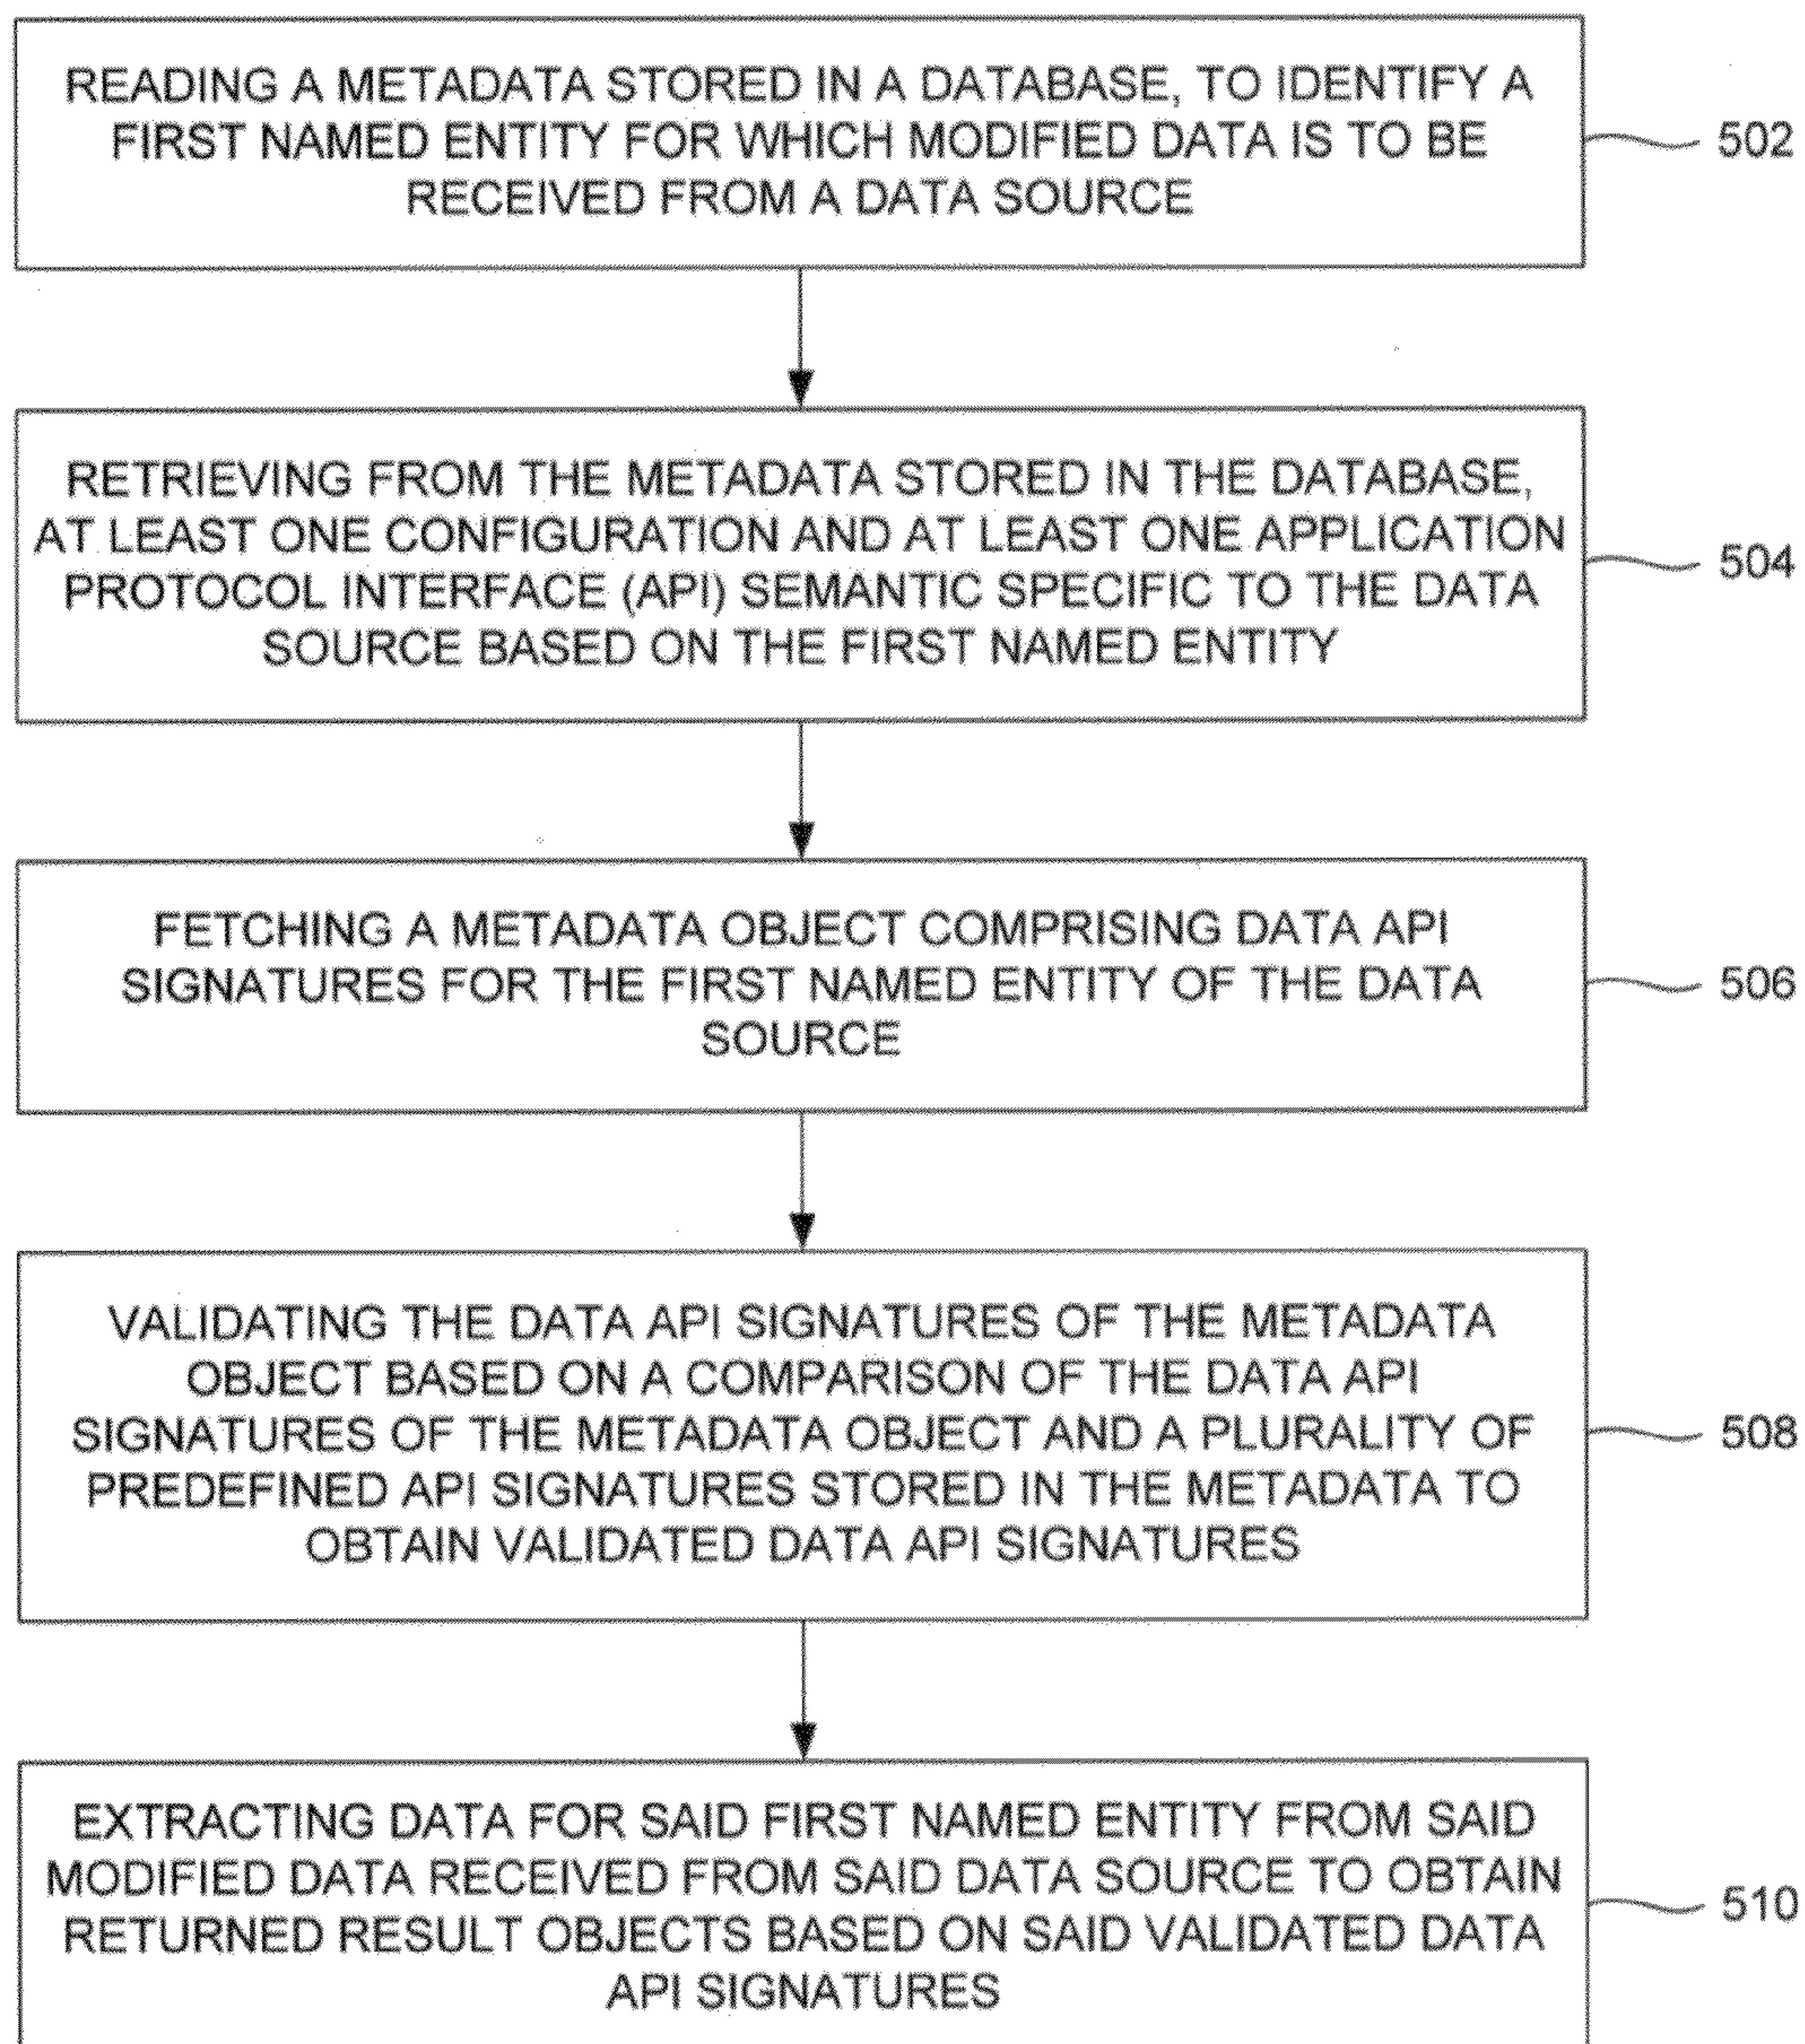 READING A METADATA STORED IN A DATABASE, TO IDENTIFY A
FIRST NAMED ENTITY FOR WHICH MODIFIED DATA IS TO BE
RECEIVED FROM A DATA SOURCE
502
RETRIEVING FROM THE METADATA STORED IN THE DATABASE,
AT LEAST ONE CONFIGURATION AND AT LEAST ONE APPLICATION
PROTOCOL INTERFACE (API) SEMANTIC SPECIFIC TO THE DATA
SOURCE BASED ON THE FIRST NAMED ENTITY
504
FETCHING A METADATA OBJECT COMPRISING DATA API
SIGNATURES FOR THE FIRST NAMED ENTITY OF THE DATA
SOURCE
506
VALIDATING THE DATA API SIGNATURES OF THE METADATA
OBJECT BASED ON A COMPARISON OF THE DATA API
SIGNATURES OF THE METADATA OBJECT AND A PLURALITY OF
PREDEFINED API SIGNATURES STORED IN THE METADATA TO
OBTAIN VALIDATED DATA API SIGNATURES
508
EXTRACTING DATA FOR SAID FIRST NAMED ENTITY FROM SAID
MODIFIED DATA RECEIVED FROM SAID DATA SOURCE TO OBTAIN
RETURNED RESULT OBJECTS BASED ON SAID VALIDATED DATA
API SIGNATURES
510